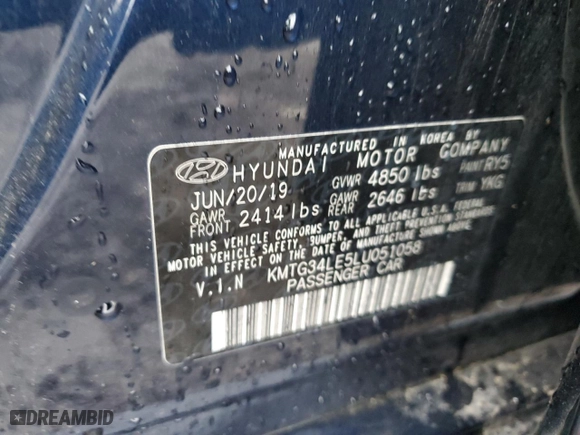 MANUFACTURED IN KOREA BY
HYUNDAI MOTOR COMPANY
JUN/20/19 GVWR 4850 lbs PAINT RY5
GAWR FRONT 2414 lbs GAWR REAR 2646 lbs TRIM YKG
THIS VEHICLE CONFORMS TO ALL APPLICABLE U.S.A. FEDERAL
MOTOR VEHICLE SAFETY, BUMPER, AND THEFT PREVENTION STANDARDS
IN EFFECT ON THE DATE OF MANUFACTURE SHOWN ABOVE.
V.I.N KMTG34LE5LU051058
PASSENGER CAR
DREAMBID